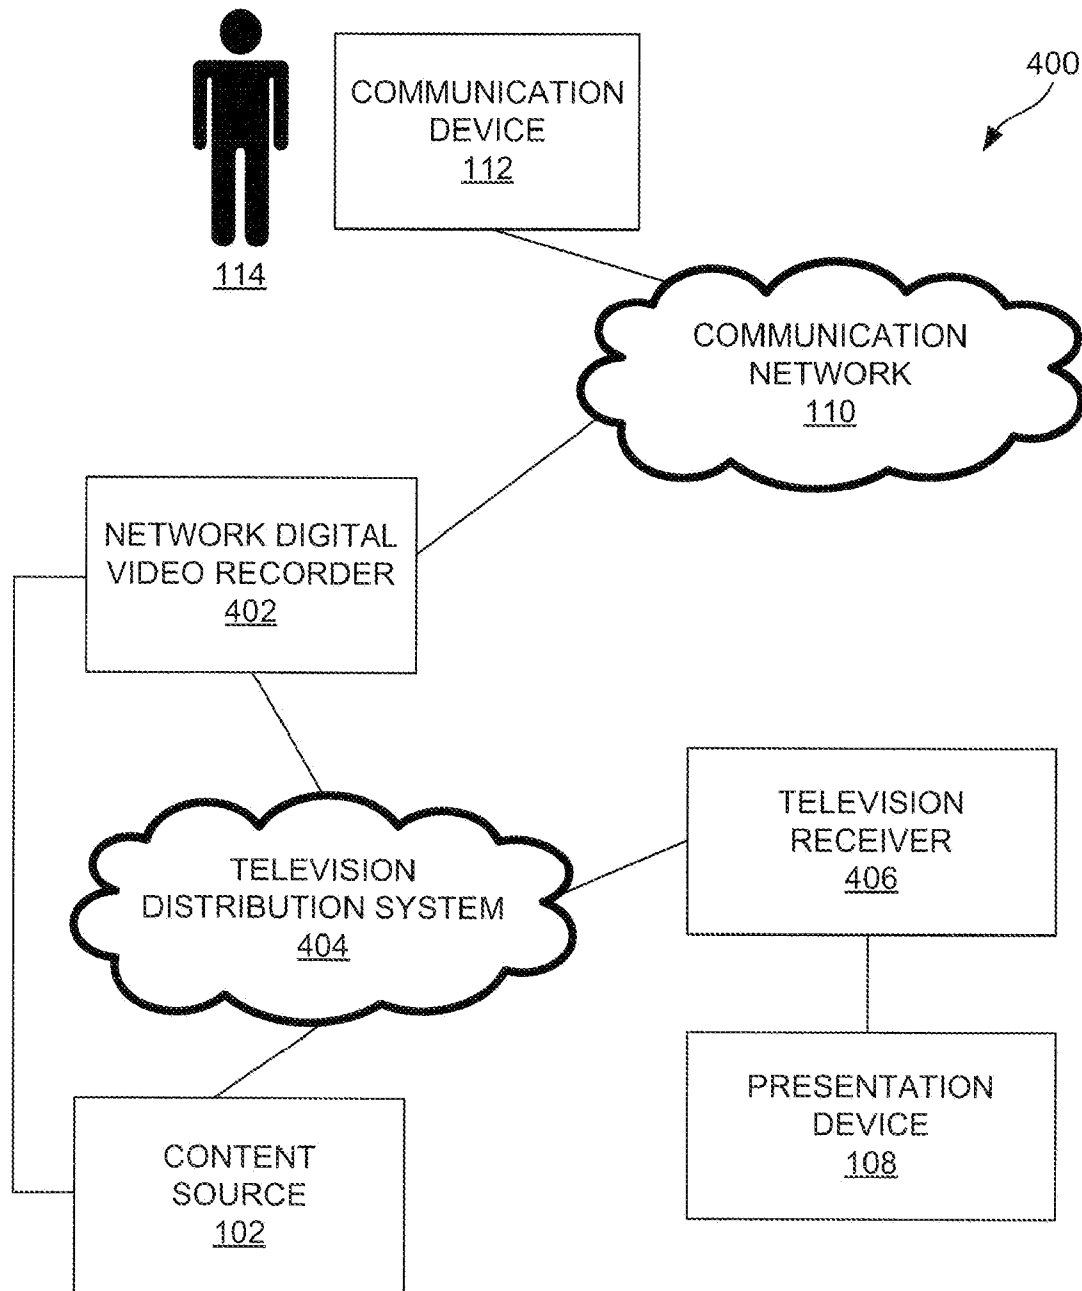 COMMUNICATION
DEVICE
112
400
114
COMMUNICATION
NETWORK
110
NETWORK DIGITAL
VIDEO RECORDER
402
TELEVISION
RECEIVER
406
TELEVISION
DISTRIBUTION SYSTEM
404
PRESENTATION
DEVICE
108
CONTENT
SOURCE
102